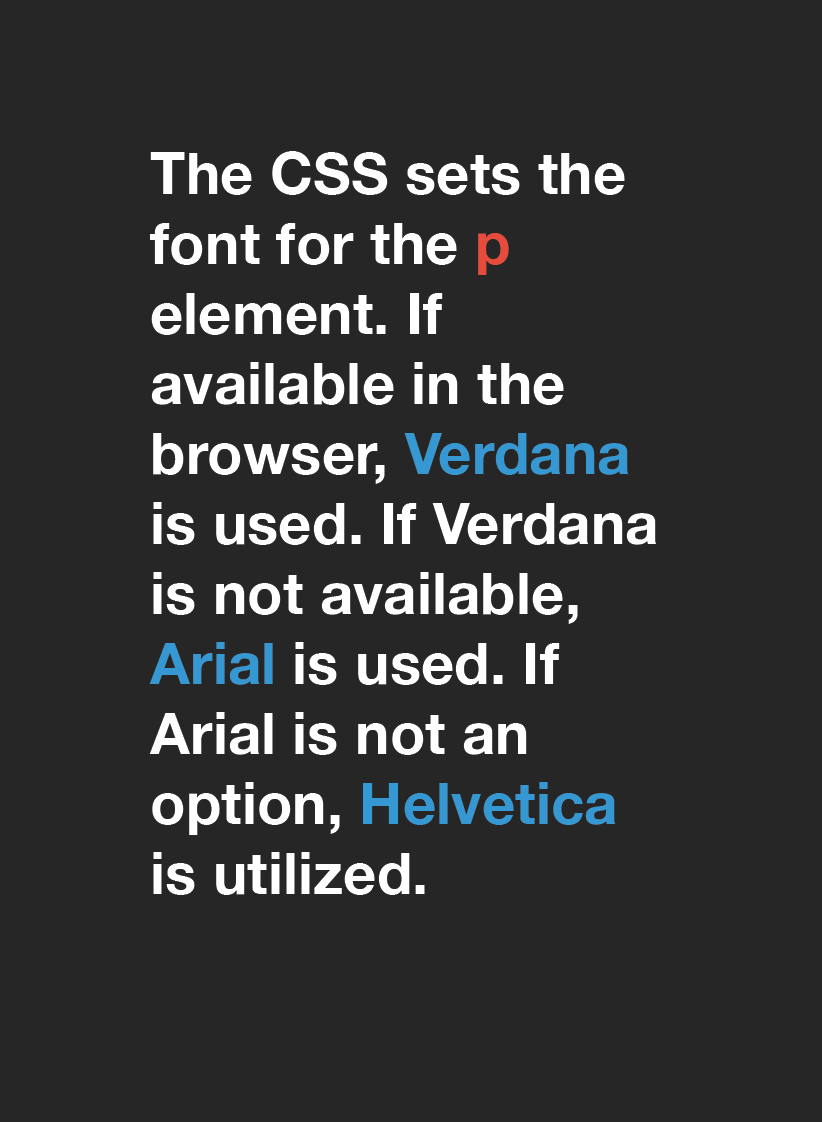 The CSS sets the
font for the p
element. If
available in the
browser, Verdana
is used. If Verdana
is not available,
Arial is used. If
Arial is not an
option, Helvetica
is utilized.